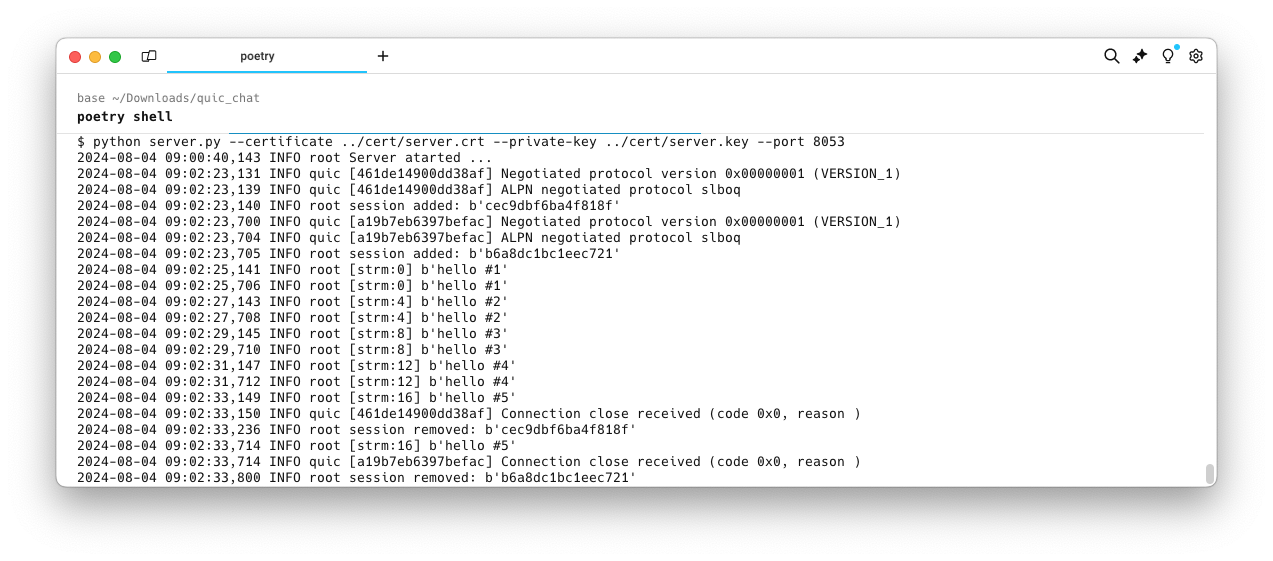 poetry
base ~/Downloads/quic_chat
poetry shell
$ python server.py --certificate ../cert/server.crt --private-key ../cert/server.key --port 8053
2024-08-04 09:00:40,143 INFO root Server atarted ...
2024-08-04 09:02:23,131 INFO quic [461de14900dd38af] Negotiated protocol version 0x00000001 (VERSION_1)
2024-08-04 09:02:23,139 INFO quic [461de14900dd38af] ALPN negotiated protocol slboq
2024-08-04 09:02:23,140 INFO root session added: b'cec9dbf6ba4f818f'
2024-08-04 09:02:23,700 INFO quic [a19b7eb6397befac] Negotiated protocol version 0x00000001 (VERSION_1)
2024-08-04 09:02:23,704 INFO quic [a19b7eb6397befac] ALPN negotiated protocol slboq
2024-08-04 09:02:23,705 INFO root session added: b'b6a8dc1bc1eec721'
2024-08-04 09:02:25,141 INFO root [strm:0] b'hello #1'
2024-08-04 09:02:25,706 INFO root [strm:0] b'hello #1'
2024-08-04 09:02:27,143 INFO root [strm:4] b'hello #2'
2024-08-04 09:02:27,708 INFO root [strm:4] b'hello #2'
2024-08-04 09:02:29,145 INFO root [strm:8] b'hello #3'
2024-08-04 09:02:29,710 INFO root [strm:8] b'hello #3'
2024-08-04 09:02:31,147 INFO root [strm:12] b'hello #4'
2024-08-04 09:02:31,712 INFO root [strm:12] b'hello #4'
2024-08-04 09:02:33,149 INFO root [strm:16] b'hello #5'
2024-08-04 09:02:33,150 INFO quic [461de14900dd38af] Connection close received (code 0x0, reason )
2024-08-04 09:02:33,236 INFO root session removed: b'cec9dbf6ba4f818f'
2024-08-04 09:02:33,714 INFO root [strm:16] b'hello #5'
2024-08-04 09:02:33,714 INFO quic [a19b7eb6397befac] Connection close received (code 0x0, reason )
2024-08-04 09:02:33,800 INFO root session removed: b'b6a8dc1bc1eec721'